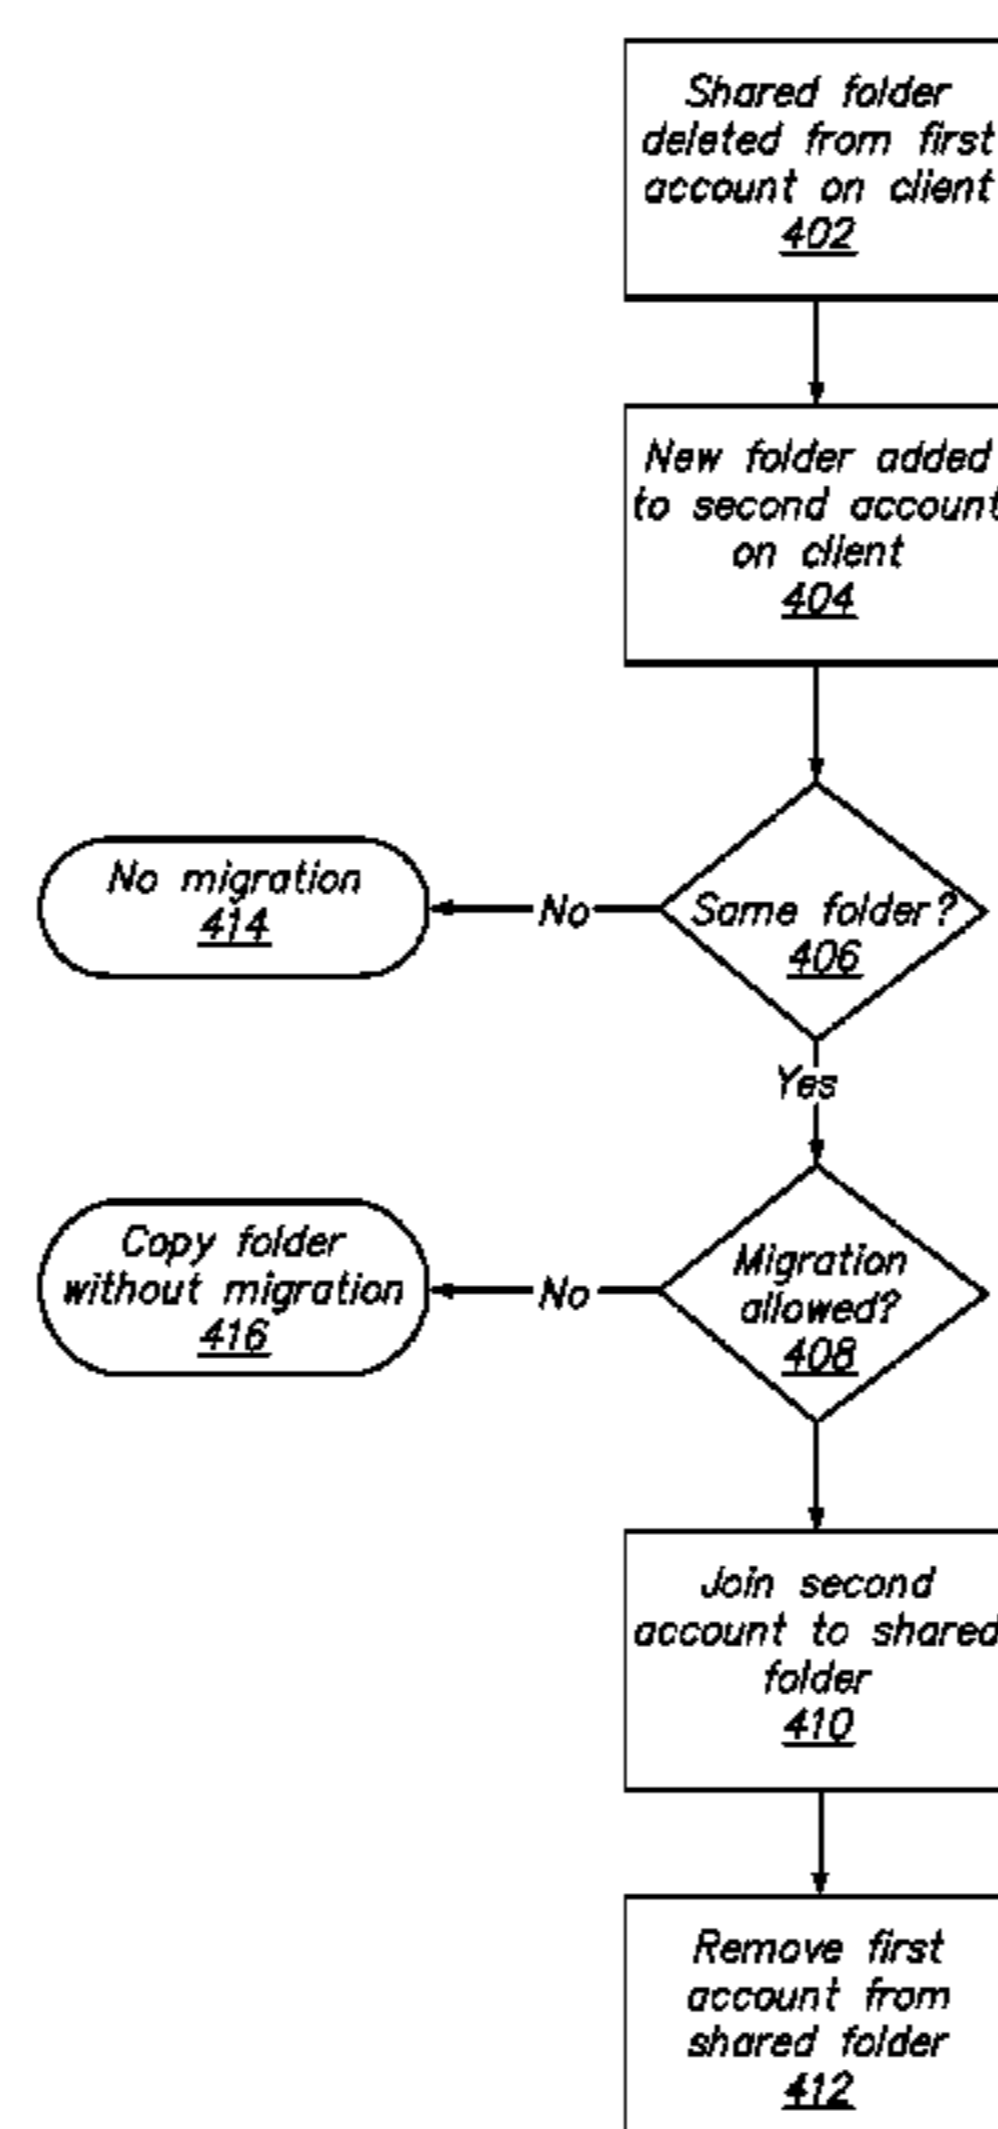 Shared folder
deleted from first
account on client
402
New folder added
to second account
on client
404
No migration
414
No
Same folder?
406
Yes
Copy folder
without migration
416
No
Migration
allowed?
408
Join second
account to shared
folder
410
Remove first
account from
shared folder
412